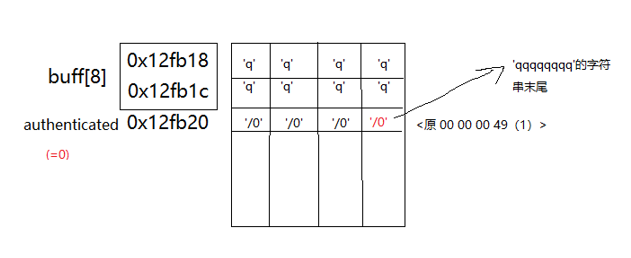 0x12fb18 'q' 'q' 'q' 'q' 'qqqqqqqq'的字符
buff[8]
0x12fb1c 'q' 'q' 'q' 'q' 串末尾
authenticated 0x12fb20 '/0' '/0' '/0' '/0' <原 00 00 00 49（1）>
(=0)